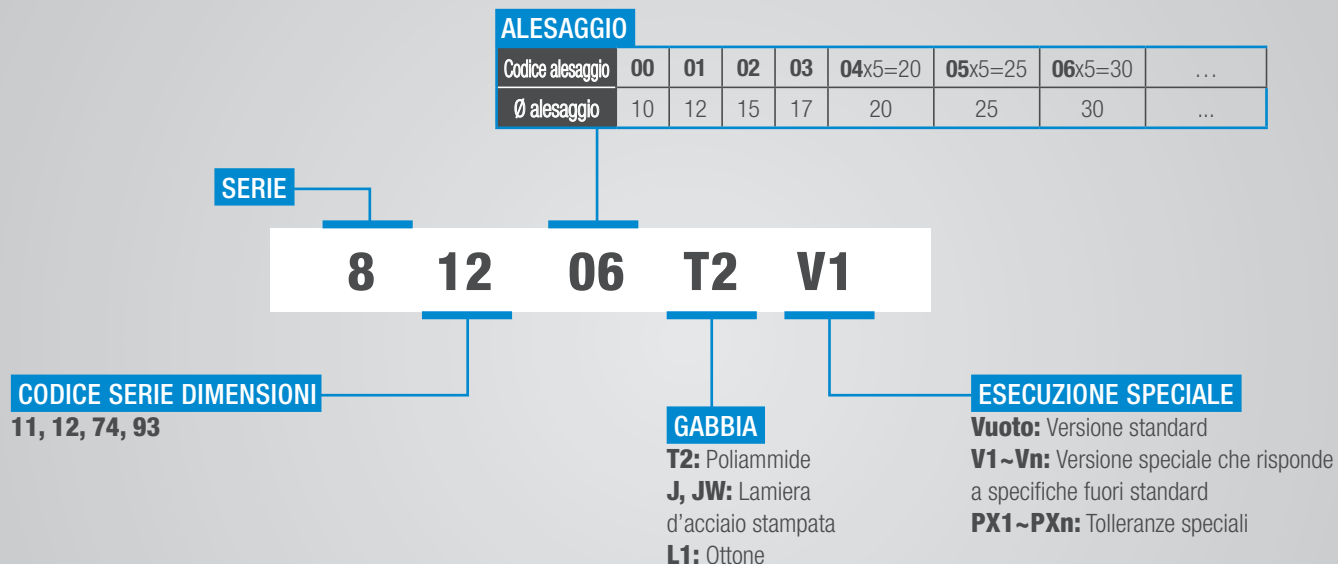 ALESAGGIO
Codice alesaggio 00 01 02 03 04x5=20 05x5=25 06x5=30 ...
Ø alesaggio 10 12 15 17 20 25 30 ...
SERIE
8 12 06 T2 V1
CODICE SERIE DIMENSIONI
11, 12, 74, 93
GABBIA
T2: Poliammide
J, JW: Lamiera
d'acciaio stampata
L1: Ottone
ESECUZIONE SPECIALE
Vuoto: Versione standard
V1~Vn: Versione speciale che risponde
a specifiche fuori standard
PX1~PXn: Tolleranze speciali